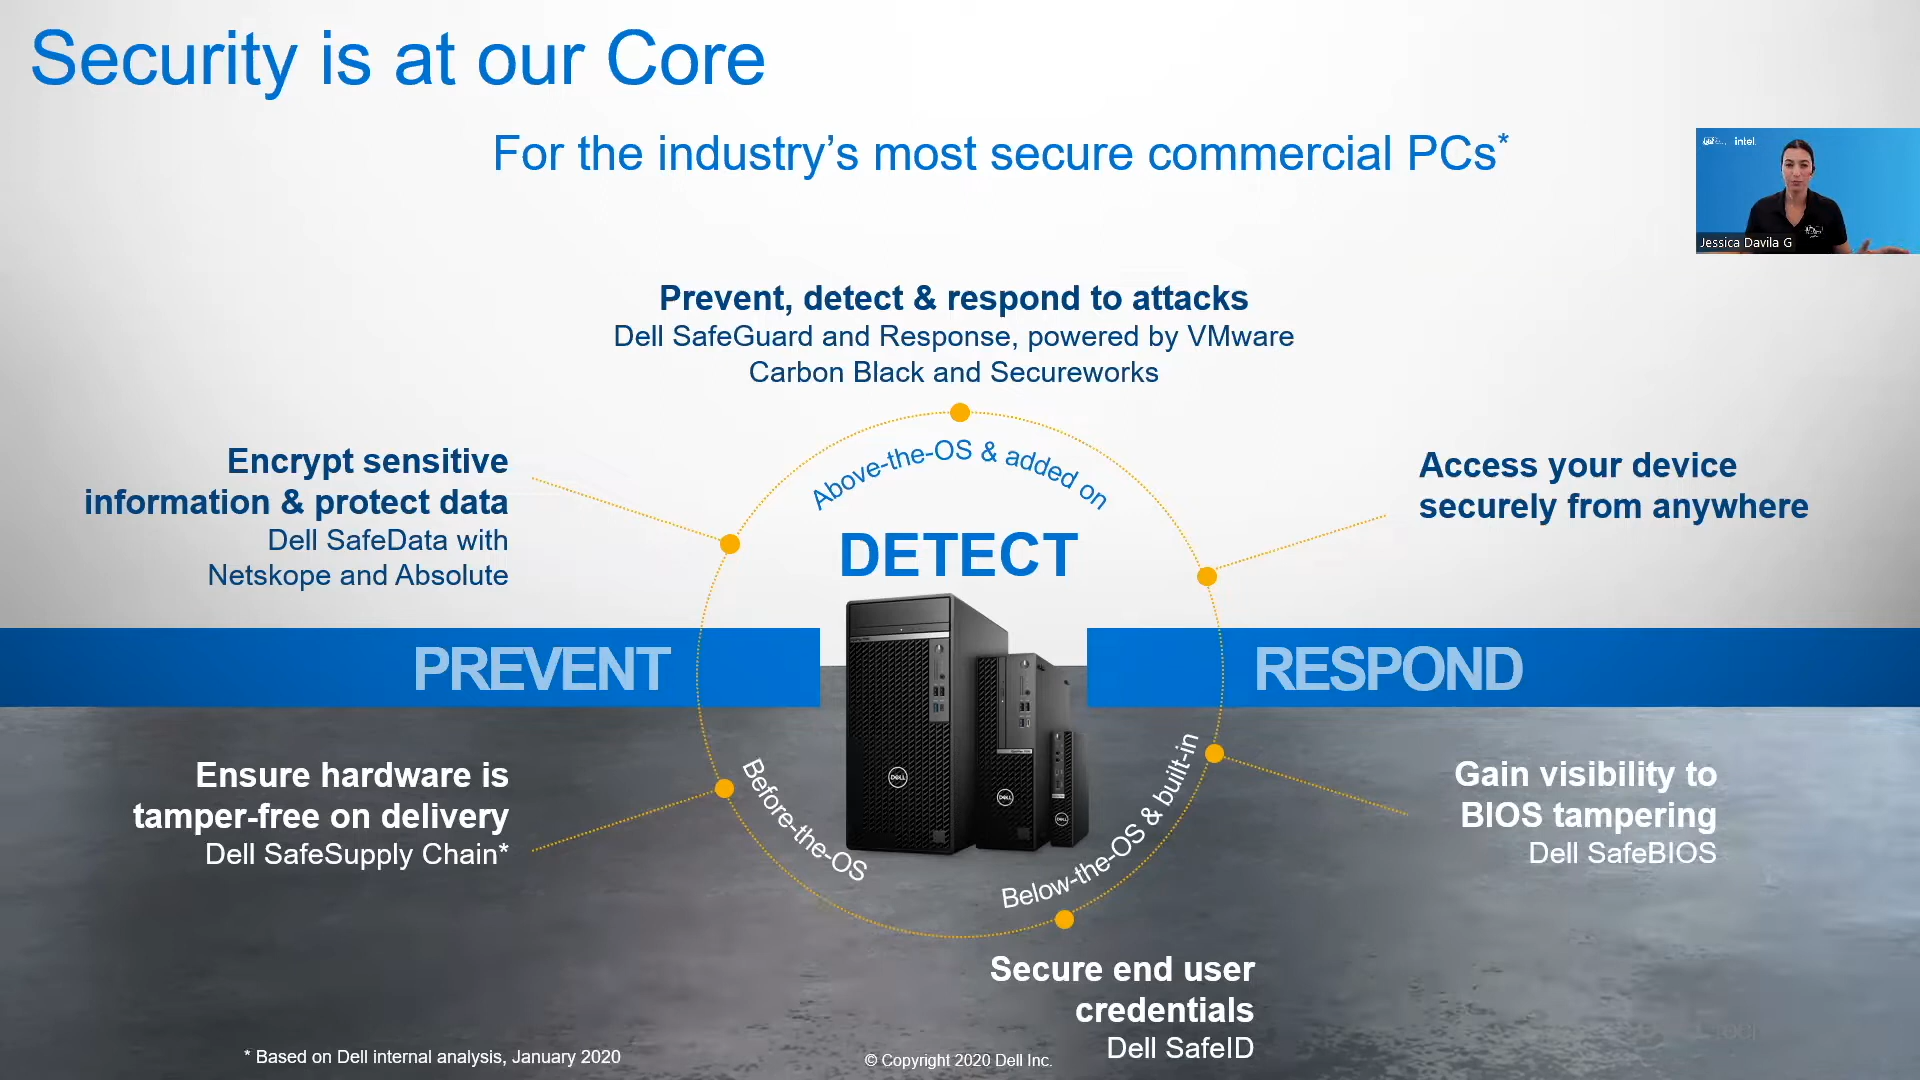 Security is at our Core
For the industry’s most secure commercial PCs*
intel.
Jessica Davila G
Prevent, detect & respond to attacks
Dell SafeGuard and Response, powered by VMware
Carbon Black and Secureworks
Encrypt sensitive
information & protect data
Dell SafeData with
Netskope and Absolute
Above-the-OS & added on
DETECT
Access your device
securely from anywhere
PREVENT
RESPOND
Ensure hardware is
tamper-free on delivery
Dell SafeSupply Chain*
Before-the-OS
DELL
DELL
DELL
Below-the-OS & built-in
Gain visibility to
BIOS tampering
Dell SafeBIOS
Secure end user
credentials
Dell SafeID
* Based on Dell internal analysis, January 2020
© Copyright 2020 Dell Inc.